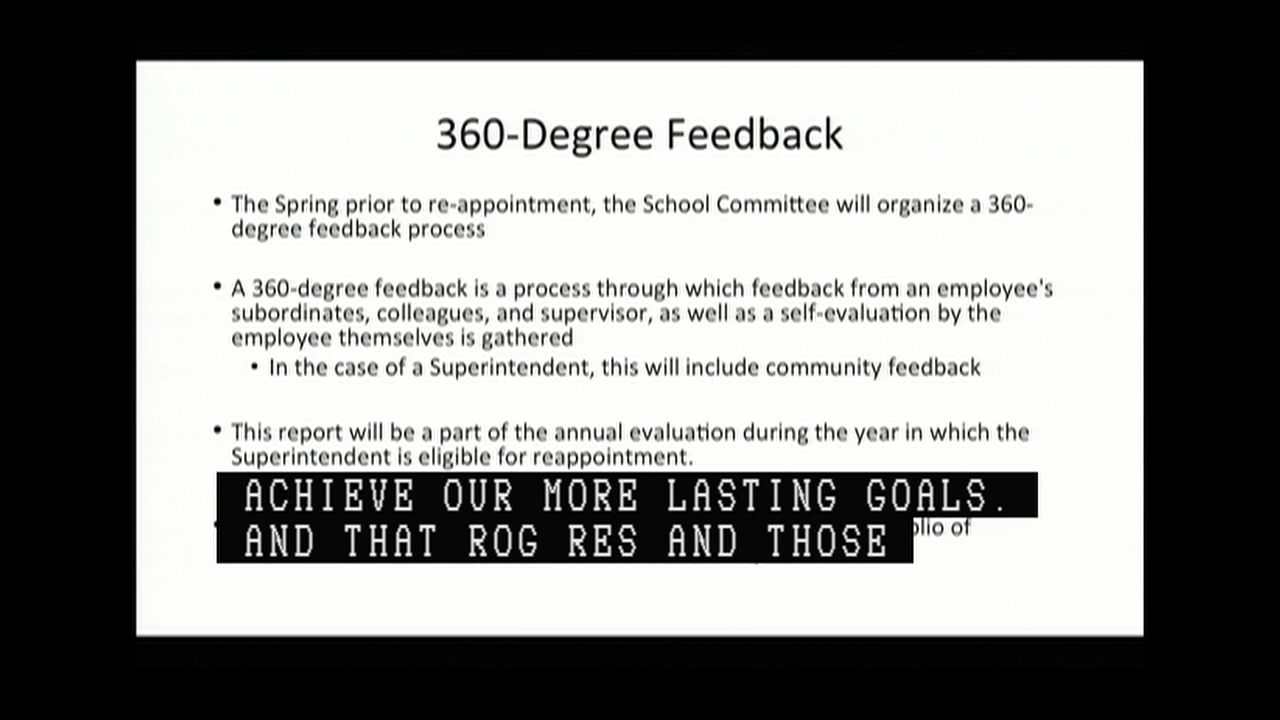 360-Degree Feedback
• The Spring prior to re-appointment, the School Committee will organize a 360-
degree feedback process
• A 360-degree feedback is a process through which feedback from an employee's
subordinates, colleagues, and supervisor, as well as a self-evaluation by the
employee themselves is gathered
• In the case of a Superintendent, this will include community feedback
• This report will be a part of the annual evaluation during the year in which the
Superintendent is eligible for reappointment.
ACHIEVE OUR MORE LASTING GOALS.
of
AND THAT ROG RES AND THOSE